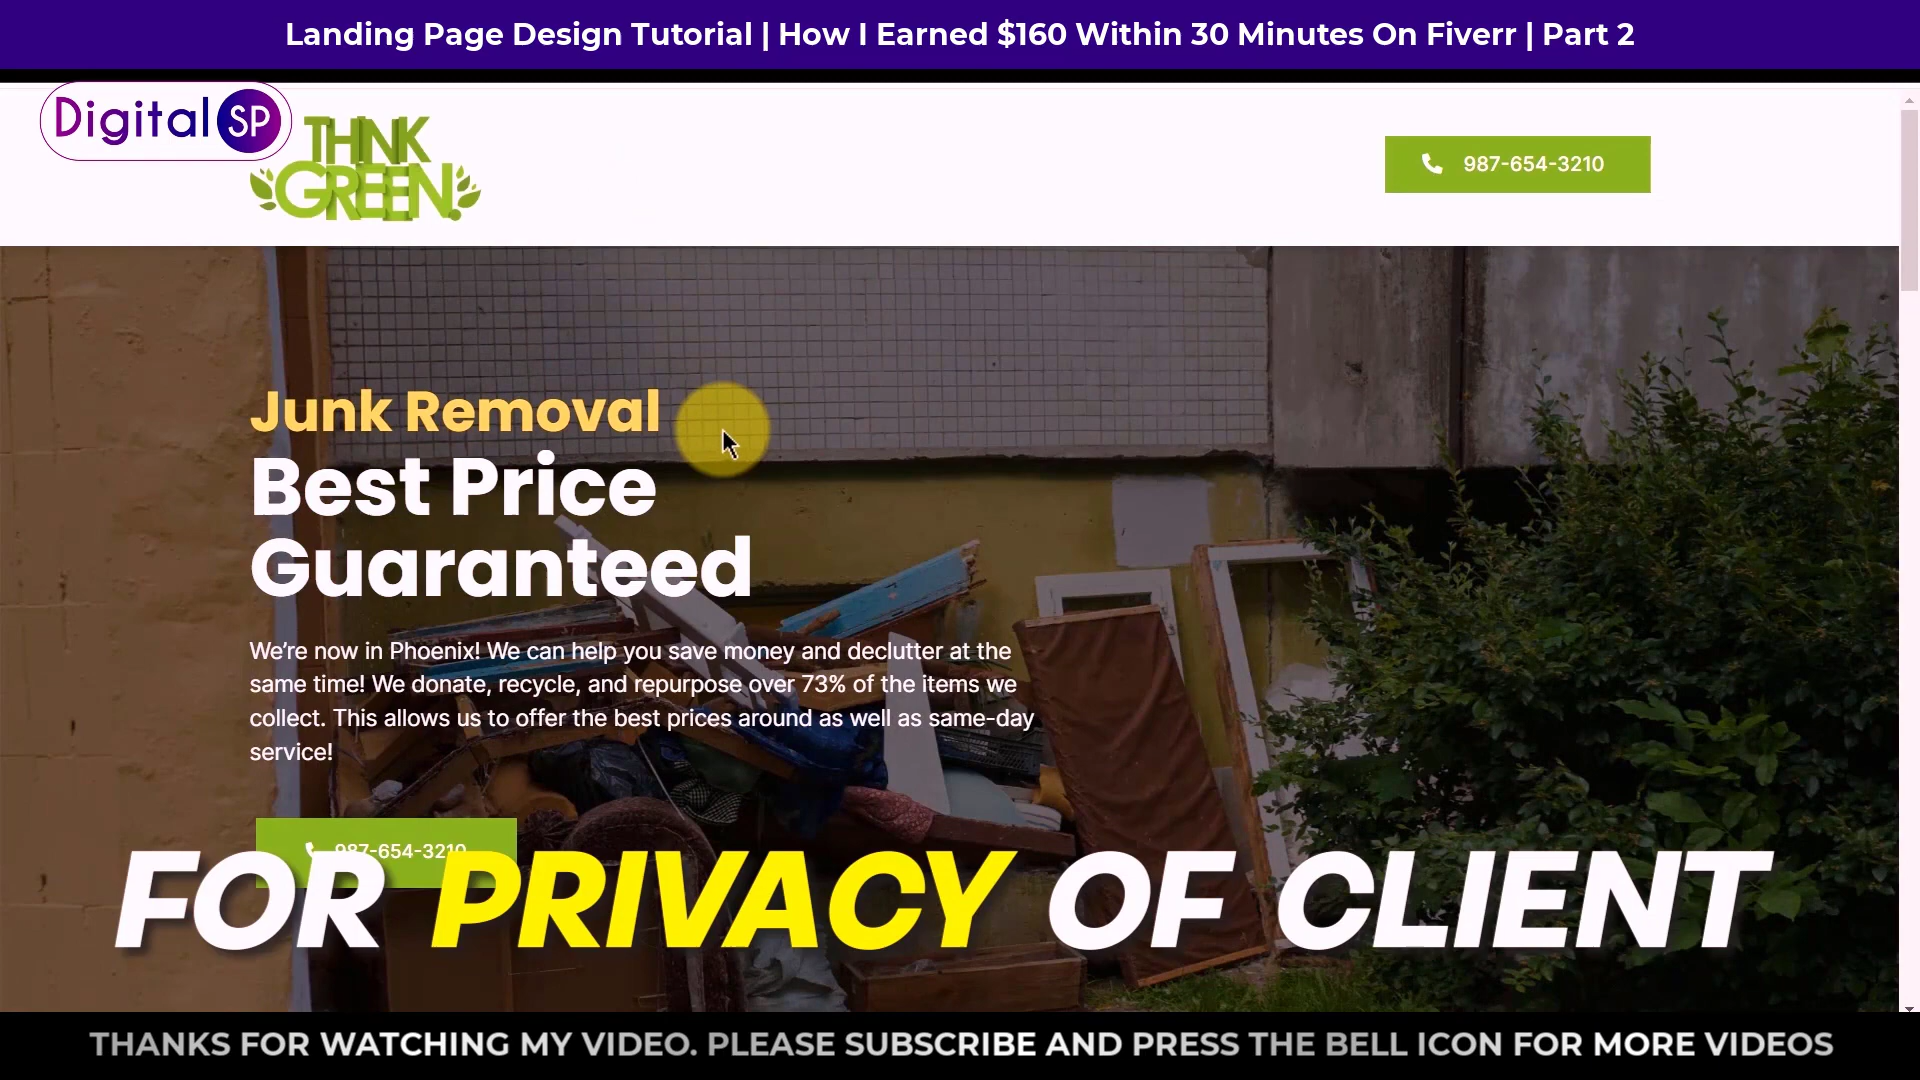 Landing Page Design Tutorial | How I Earned $160 Within 30 Minutes On Fiverr | Part 2
Digital SP
THINK
GREEN.
987-654-3210
Junk Removal
Best Price
Guaranteed
We're now in Phoenix! We can help you save money and declutter at the
same time! We donate, recycle, and repurpose over 73% of the items we
collect. This allows us to offer the best prices around as well as same-day
service!
987-654-3210
FOR PRIVACY OF CLIENT
THANKS FOR WATCHING MY VIDEO. PLEASE SUBSCRIBE AND PRESS THE BELL ICON FOR MORE VIDEOS